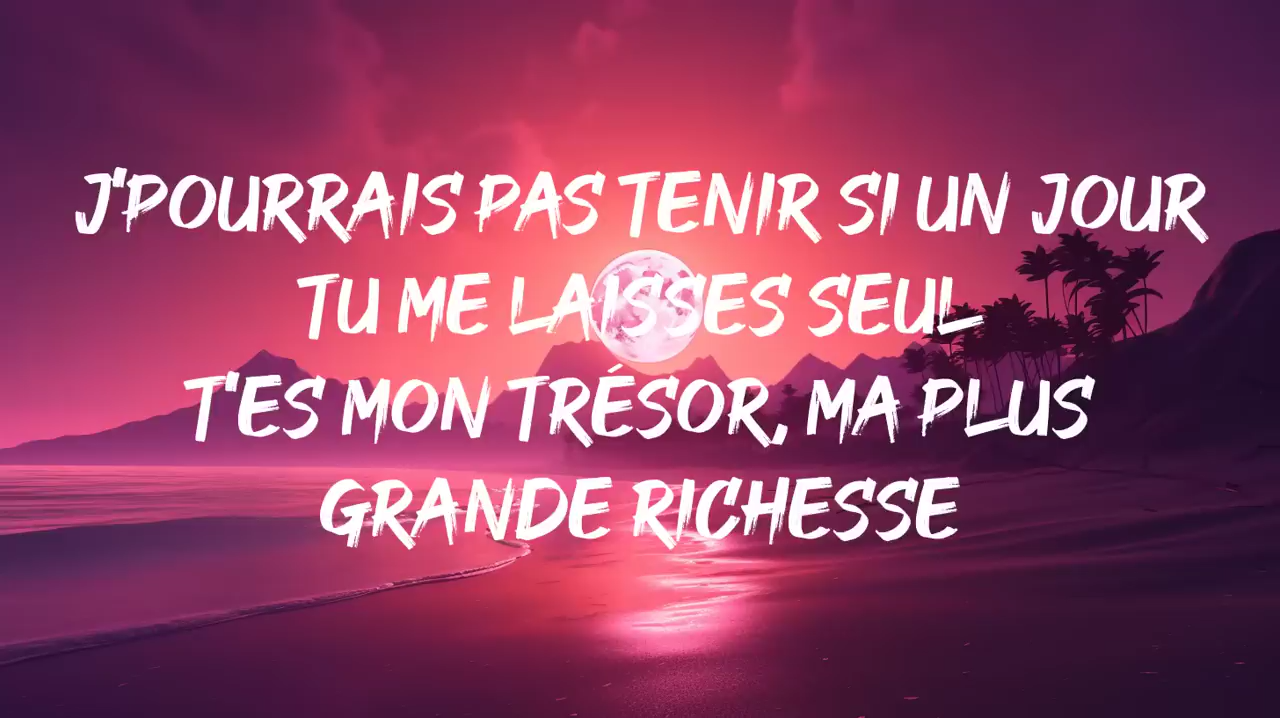 J'POURRAIS PAS TENIR SI UN JOUR
TU ME LAISSES SEUL
T'ES MON TRÉSOR, MA PLUS
GRANDE RICHESSE